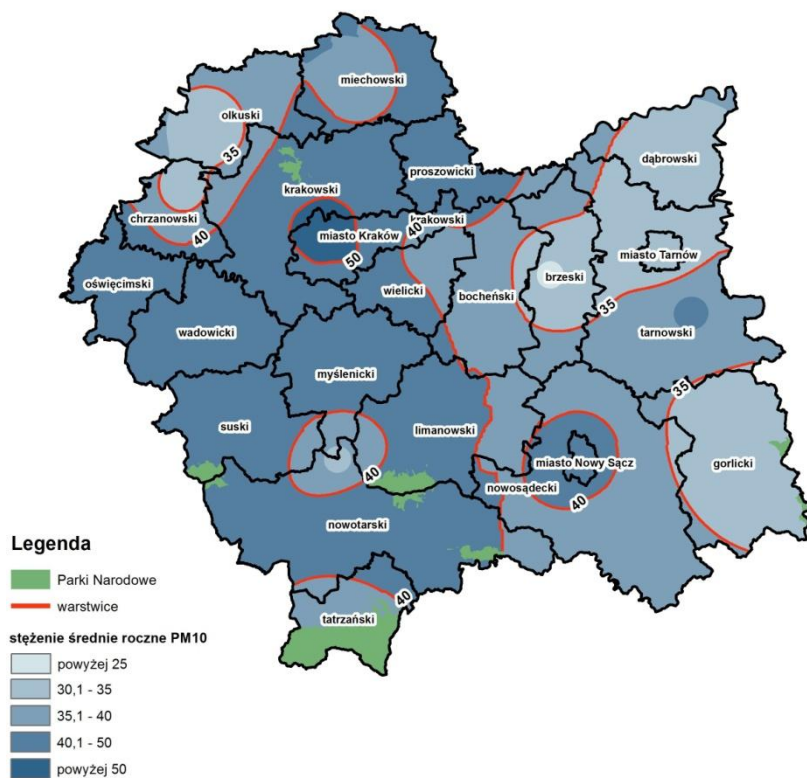 miechowski
olkuski
35
dąbrowski
proszowicki
krakowski
chrzanowski
krakowski
40
miasto Kraków
40
miasto Tarnów
50
brzeski
oświęcimski
wielicki
bocheński
35
wadowicki
tarnowski
myślenicki
35
suski
limanowski
miasto Nowy Sącz
gorlicki
40
nowosądecki
40
nowotarski
40
tatrzański
Legenda
Parki Narodowe
warstwice
stężenie średnie roczne PM10
powyżej 25
30,1 - 35
35,1 - 40
40,1 - 50
powyżej 50